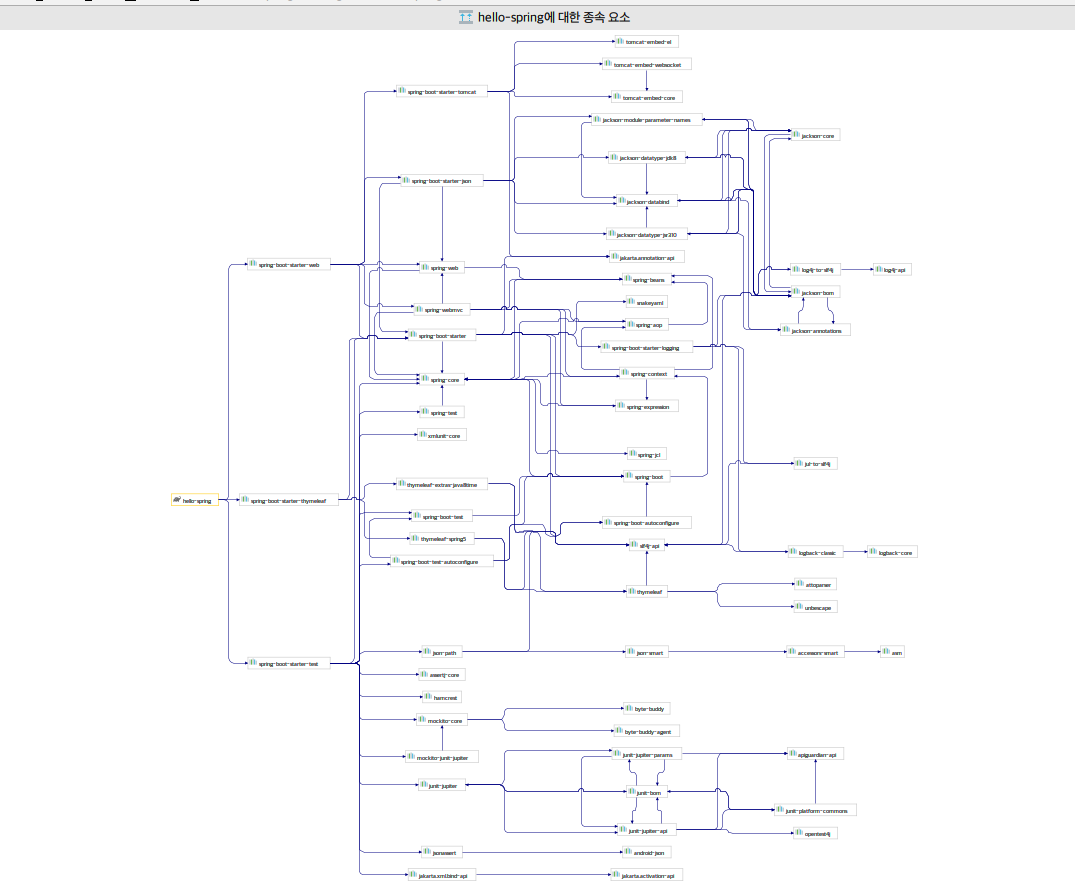 hello-spring에 대한 종속 요소
tomcat-embed-el
tomcat-embed-websocket
spring-boot-starter-tomcat
tomcat-embed-core
jackson-module-parameter-names
jackson-core
jackson-datatype-jdk8
spring-boot-starter-json
jackson-databind
jackson-datatype-jsr310
jakarta.annotation-api
spring-boot-starter-web
spring-web
log4j-to-slf4j
log4j-api
spring-beans
jackson-bom
snakeyaml
spring-webmvc
spring-aop
jackson-annotations
spring-boot-starter
spring-boot-starter-logging
spring-context
spring-core
spring-expression
spring-test
xmlunit-core
spring-jcl
jul-to-slf4j
spring-boot
thymeleaf-extras-java8time
hello-spring
spring-boot-starter-thymeleaf
spring-boot-test
spring-boot-autoconfigure
thymeleaf-spring5
slf4j-api
logback-classic
logback-core
spring-boot-test-autoconfigure
attoparser
thymeleaf
unbescape
json-path
json-smart
accessors-smart
asm
spring-boot-starter-test
assertj-core
hamcrest
byte-buddy
mockito-core
byte-buddy-agent
junit-jupiter-params
apiguardian-api
mockito-junit-jupiter
junit-jupiter
junit-bom
junit-platform-commons
junit-jupiter-api
opentest4j
jsonassert
android-json
jakarta.xml.bind-api
jakarta.activation-api